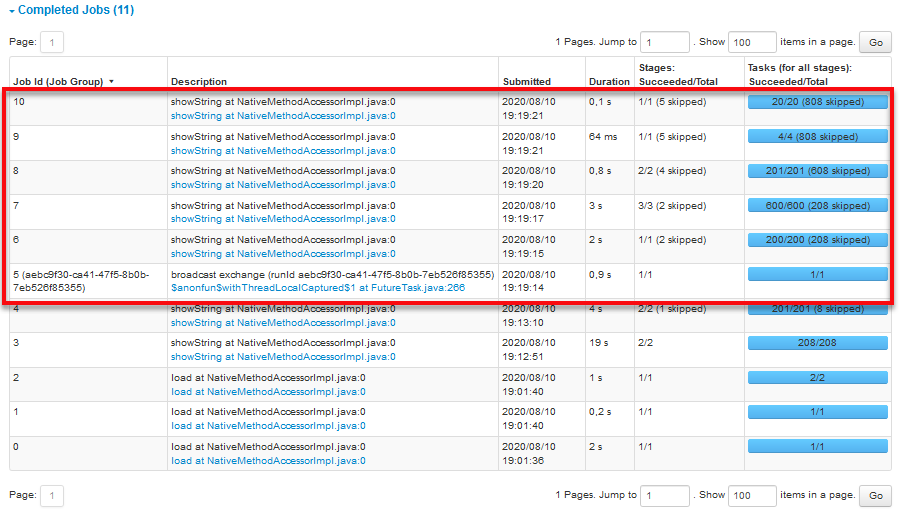 Completed Jobs (11)
Page: 1 1 Pages. Jump to 1 . Show 100 items in a page. Go
Job Id (Job Group) ▾ Description Submitted Duration Stages: Succeeded/Total Tasks (for all stages): Succeeded/Total
10 showString at NativeMethodAccessorImpl.java:0 2020/08/10 0,1 s 1/1 (5 skipped) 20/20 (808 skipped)
showString at NativeMethodAccessorImpl.java:0 19:19:21
9 showString at NativeMethodAccessorImpl.java:0 2020/08/10 64 ms 1/1 (5 skipped) 4/4 (808 skipped)
showString at NativeMethodAccessorImpl.java:0 19:19:21
8 showString at NativeMethodAccessorImpl.java:0 2020/08/10 0,8 s 2/2 (4 skipped) 201/201 (608 skipped)
showString at NativeMethodAccessorImpl.java:0 19:19:20
7 showString at NativeMethodAccessorImpl.java:0 2020/08/10 3 s 3/3 (2 skipped) 600/600 (208 skipped)
showString at NativeMethodAccessorImpl.java:0 19:19:17
6 showString at NativeMethodAccessorImpl.java:0 2020/08/10 2 s 1/1 (2 skipped) 200/200 (208 skipped)
showString at NativeMethodAccessorImpl.java:0 19:19:15
5 (aebc9f30-ca41-47f5-8b0b- broadcast exchange (runId aebc9f30-ca41-47f5-8b0b-7eb526f85355) 2020/08/10 0,9 s 1/1 1/1
7eb526f85355) $anonfun$withThreadLocalCaptured$1 at FutureTask.java:266 19:19:14
4 showString at NativeMethodAccessorImpl.java:0 2020/08/10 4 s 2/2 (1 skipped) 201/201 (8 skipped)
showString at NativeMethodAccessorImpl.java:0 19:13:10
3 showString at NativeMethodAccessorImpl.java:0 2020/08/10 19 s 2/2 208/208
showString at NativeMethodAccessorImpl.java:0 19:12:51
2 load at NativeMethodAccessorImpl.java:0 2020/08/10 1 s 1/1 2/2
load at NativeMethodAccessorImpl.java:0 19:01:40
1 load at NativeMethodAccessorImpl.java:0 2020/08/10 0,2 s 1/1 1/1
load at NativeMethodAccessorImpl.java:0 19:01:40
0 load at NativeMethodAccessorImpl.java:0 2020/08/10 2 s 1/1 1/1
load at NativeMethodAccessorImpl.java:0 19:01:36
Page: 1 1 Pages. Jump to 1 . Show 100 items in a page. Go